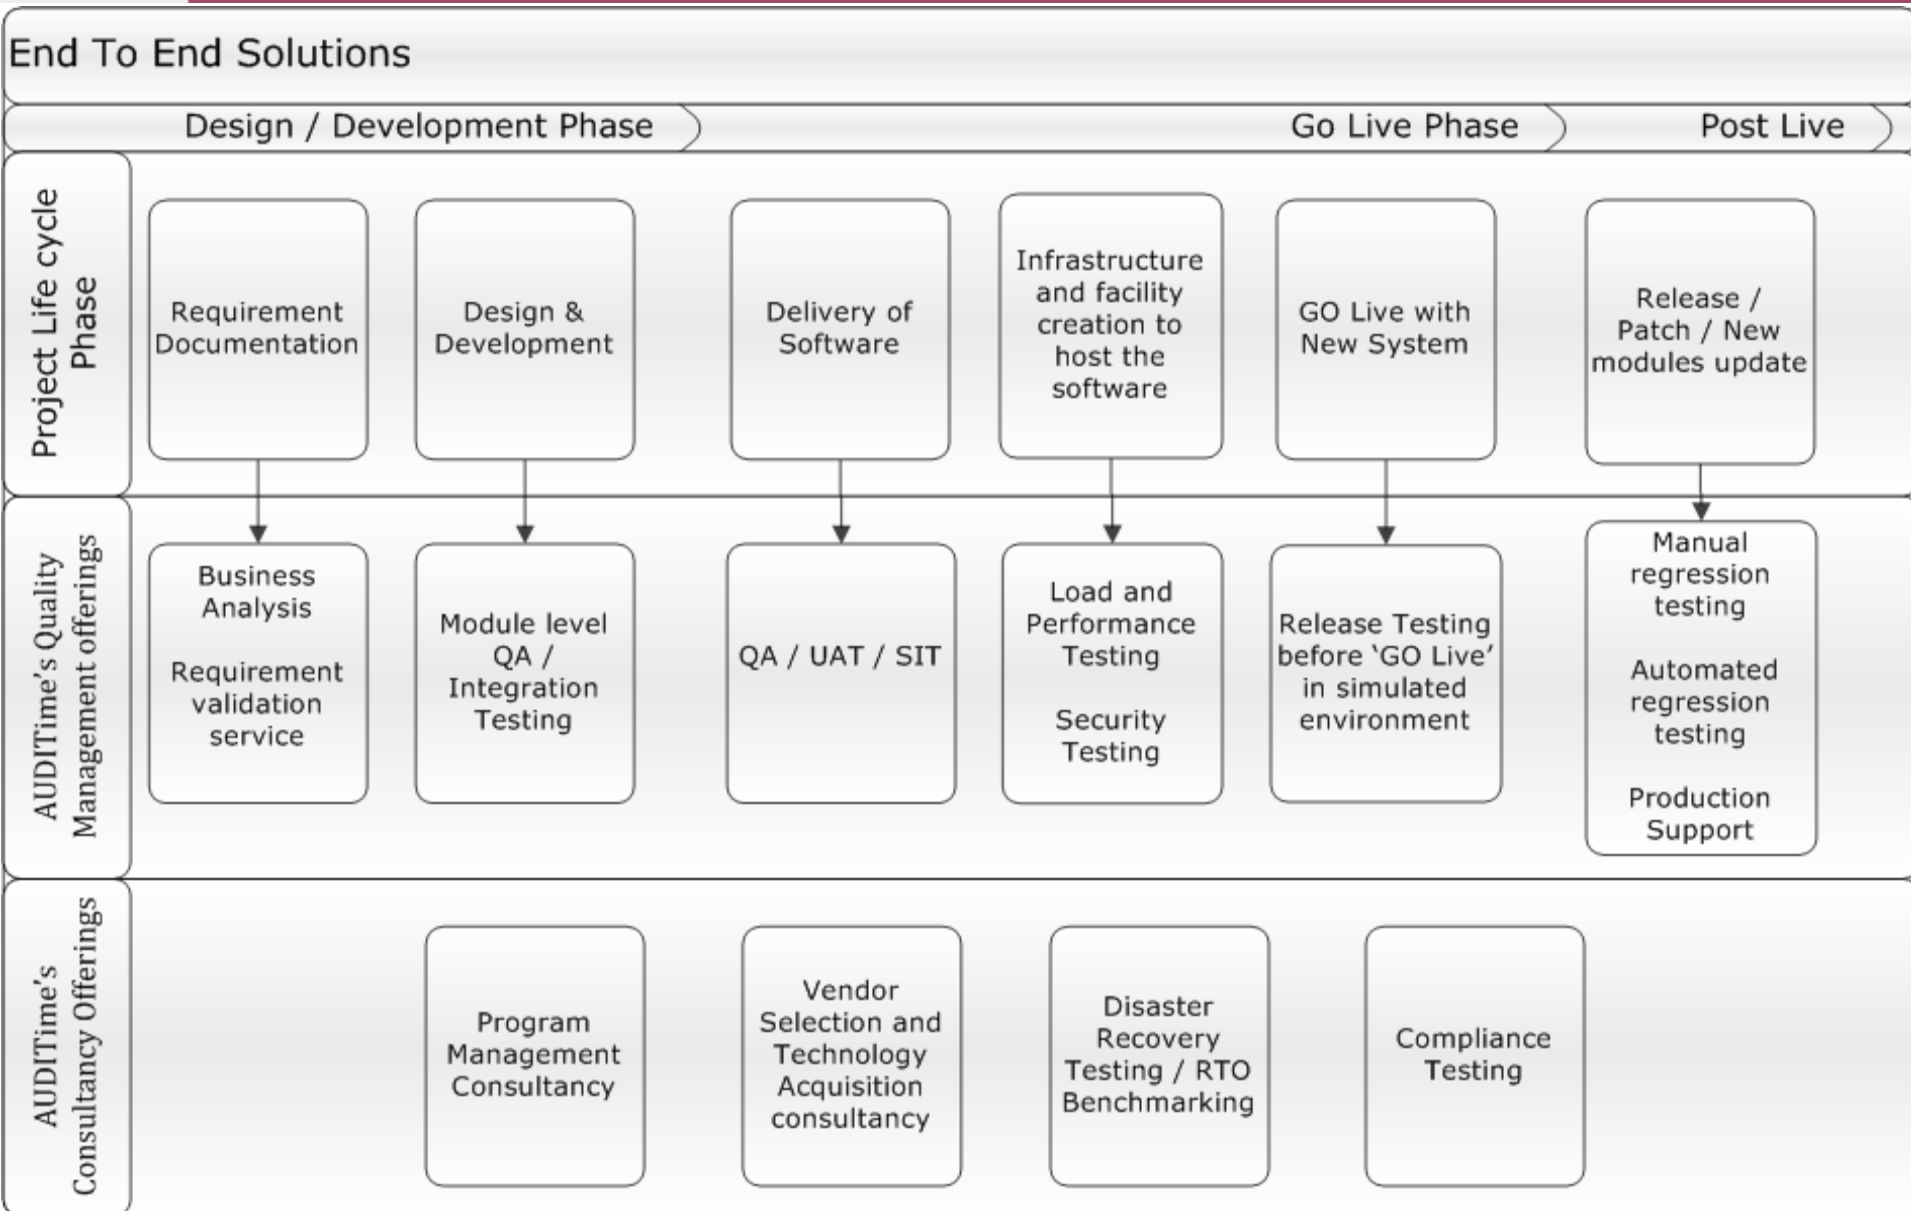 End To End Solutions
Design / Development Phase
Go Live Phase
Post Live
Project Life cycle
Phase
Requirement
Documentation
Design &
Development
Delivery of
Software
Infrastructure
and facility
creation to
host the
software
GO Live with
New System
Release /
Patch / New
modules update
AUDITime’s Quality
Management offerings
Business
Analysis
Requirement
validation
service
Module level
QA /
Integration
Testing
QA / UAT / SIT
Load and
Performance
Testing
Security
Testing
Release Testing
before ‘GO Live’
in simulated
environment
Manual
regression
testing
Automated
regression
testing
Production
Support
AUDITime’s
Consultancy Offerings
Program
Management
Consultancy
Vendor
Selection and
Technology
Acquisition
consultancy
Disaster
Recovery
Testing / RTO
Benchmarking
Compliance
Testing